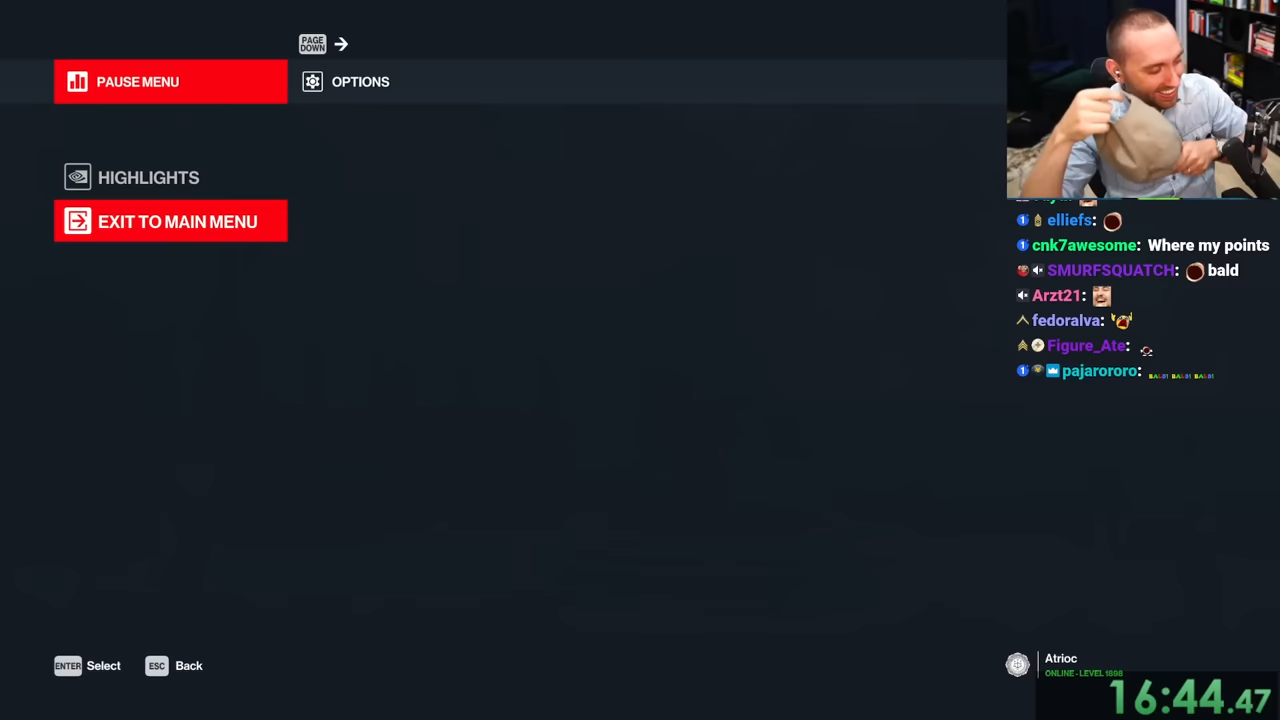 PAGE DOWN
PAUSE MENU
OPTIONS
HIGHLIGHTS
EXIT TO MAIN MENU
elliefs:
cnk7awesome: Where my points
SMURFSQUATCH: bald
Arzt21:
fedoralva:
Figure_Ate:
pajarororo:
ENTER Select
ESC Back
Atrioc
ONLINE - LEVEL 1898
16:44.47